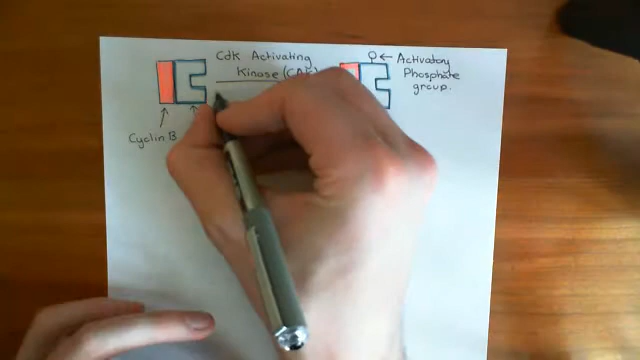 Cdk Activating
Kinase (CAK)
Activatory
Phosphate
group.
Cyclin B